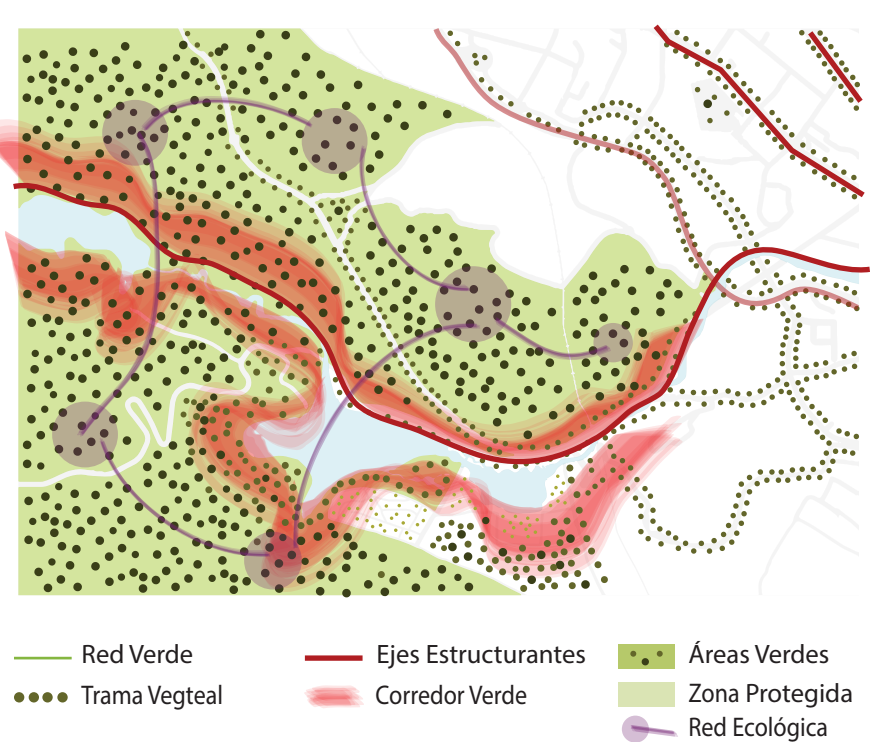 Red Verde
Ejes Estructurantes
Áreas Verdes
Trama Vegteal
Corredor Verde
Zona Protegida
Red Ecológica